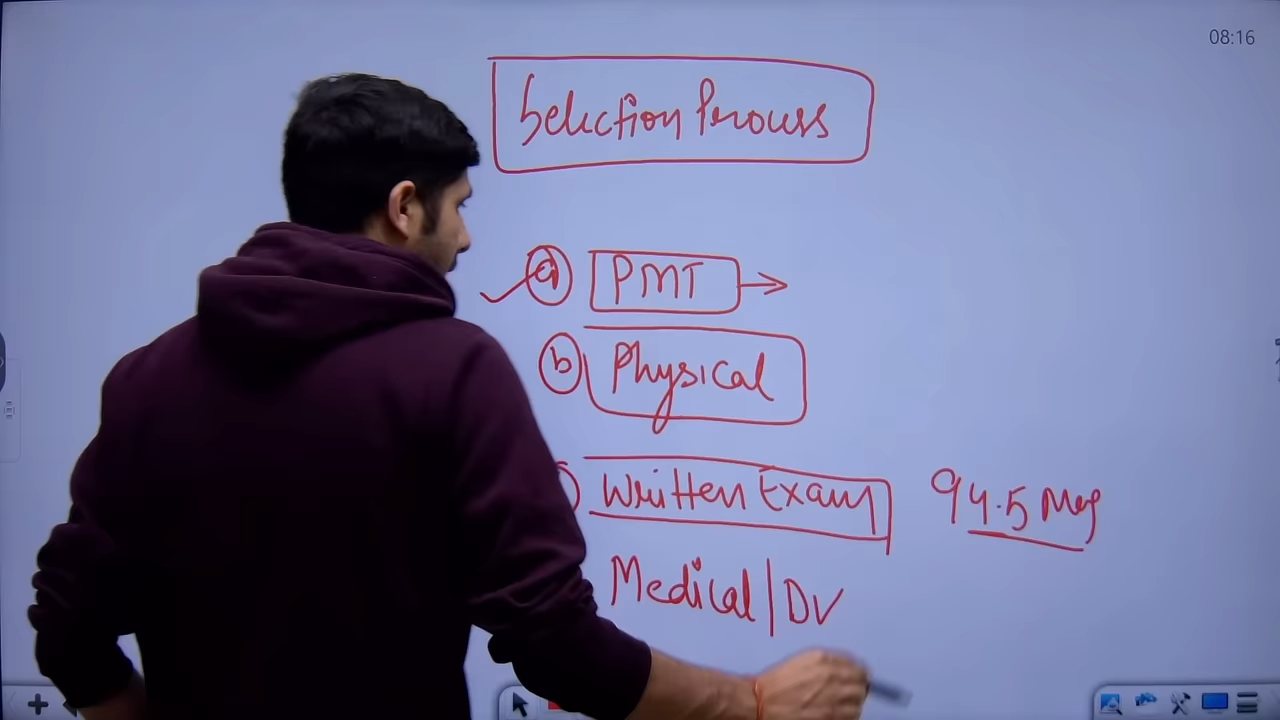 08:16
Selection Process
a PMT
b Physical
Written Exam 94.5
Medical | DV